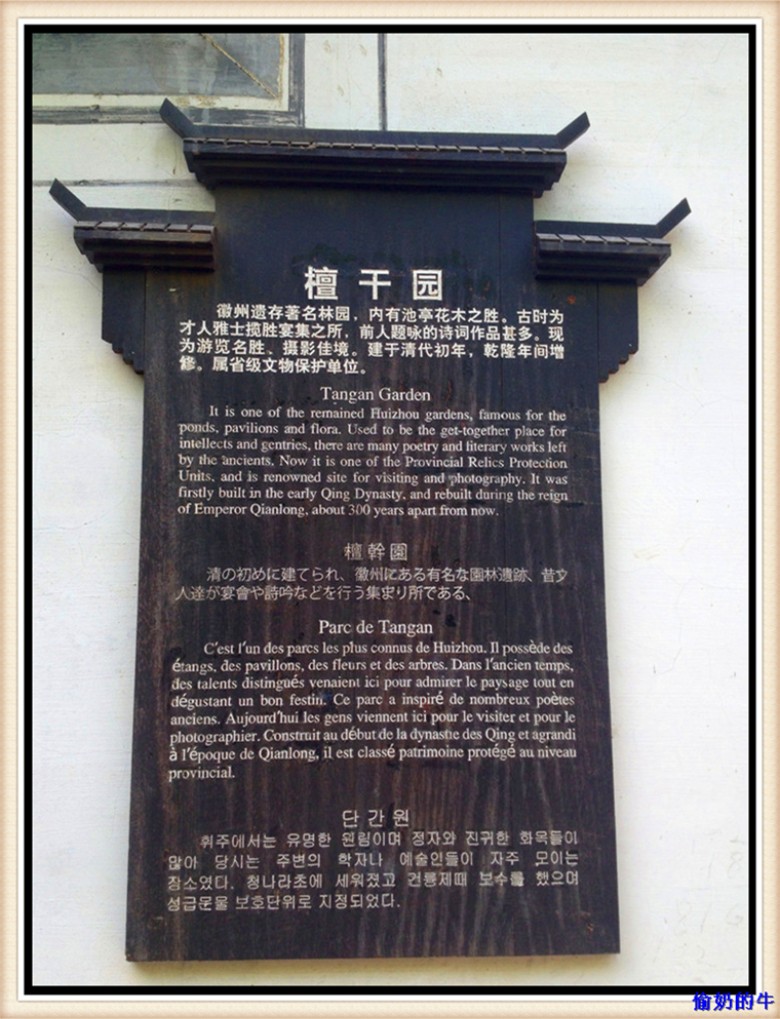 檀干园
徽州遗存著名林园，内有池亭花木之胜。古时为
才人雅士揽胜宴集之所，前人题咏的诗词作品甚多。现
为游览名胜、摄影佳境。建于清代初年，乾隆年间增
修。属省级文物保护单位。
Tangan Garden
It is one of the remained Huizhou gardens, famous for the
ponds, pavilions and flora. Used to be the get-together place for
intellects and gentries, there are many poetry and literary works left
by the ancients. Now it is one of the Provincial Relics Protection
Units, and is renowned site for visiting and photography. It was
firstly built in the early Qing Dynasty, and rebuilt during the reign
of Emperor Qianlong, about 300 years apart from now.
檀幹園
清の初めに建てられ、徽州にある有名な園林遺跡、昔文
人達が宴會や詩吟などを行う集まり所である、
Parc de Tangan
C'est l'un des parcs les plus connus de Huizhou. Il possède des
étangs, des pavillons, des fleurs et des arbres. Dans l'ancien temps,
des talents distingués venaient ici pour admirer le paysage tout en
dégustant un bon festin. Ce parc a inspiré de nombreux poètes
anciens. Aujourd'hui les gens viennent ici pour le visiter et pour le
photographier. Construit au début de la dynastie des Qing et agrandi
à l'époque de Qianlong, il est classé patrimoine protégé au niveau
provincial.
단간원
휘주에서는 유명한 원림이며 정자와 진귀한 화목들이
많아 당시는 주변의 학자나 예술인들이 자주 모이는
장소였다. 청나라초에 세워졌고 건륭제때 보수를 했으며
성급문물 보호단위로 지정되었다.
偷奶的牛